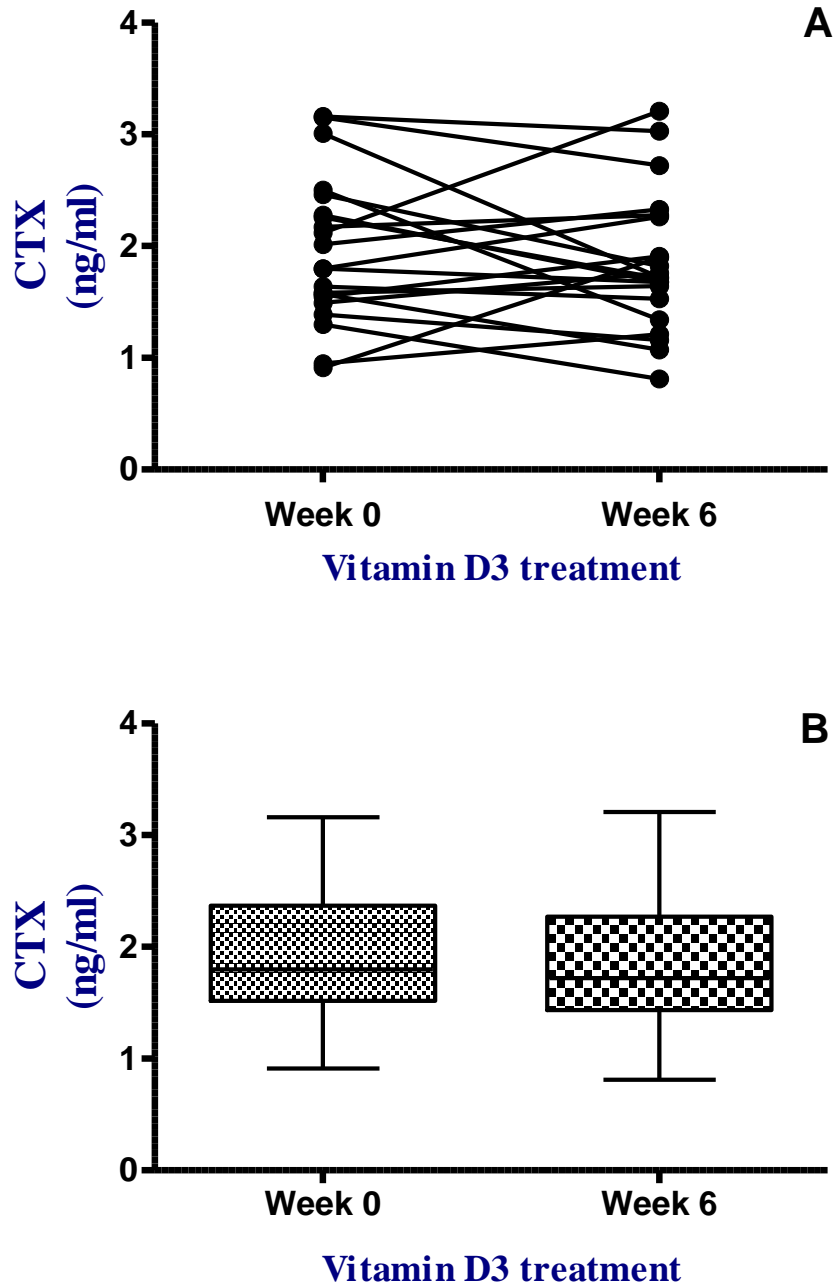 A
4
3
2
1
0
CTX
(ng/ml)
Week 0 Week 6
Vitamin D3 treatment
B
4
3
2
1
0
CTX
(ng/ml)
Week 0 Week 6
Vitamin D3 treatment